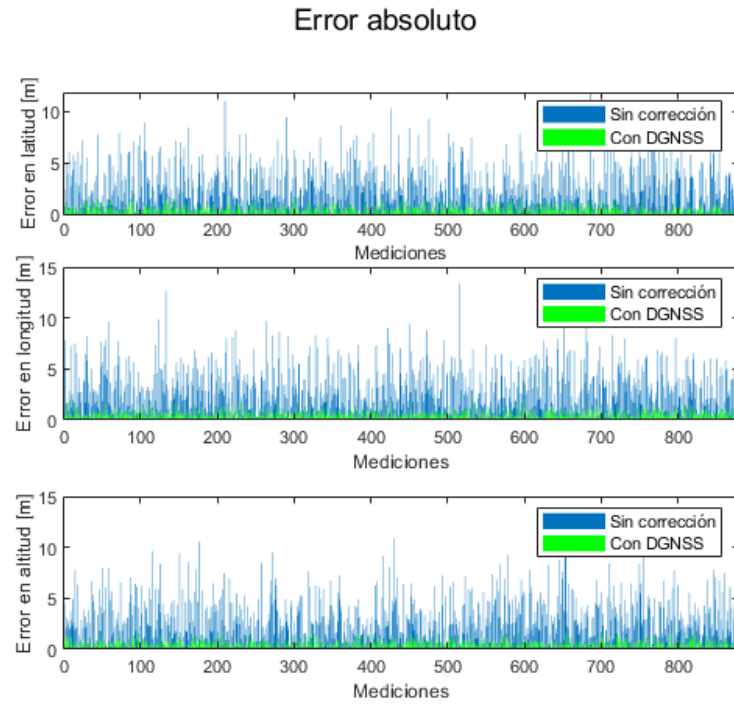 Error absoluto
Error en latitud [m]
10
5
0
Sin corrección
Con DGNSS
0 100 200 300 400 500 600 700 800
Mediciones
Error en longitud [m]
15
10
5
0
Sin corrección
Con DGNSS
0 100 200 300 400 500 600 700 800
Mediciones
Error en altitud [m]
15
10
5
0
Sin corrección
Con DGNSS
0 100 200 300 400 500 600 700 800
Mediciones